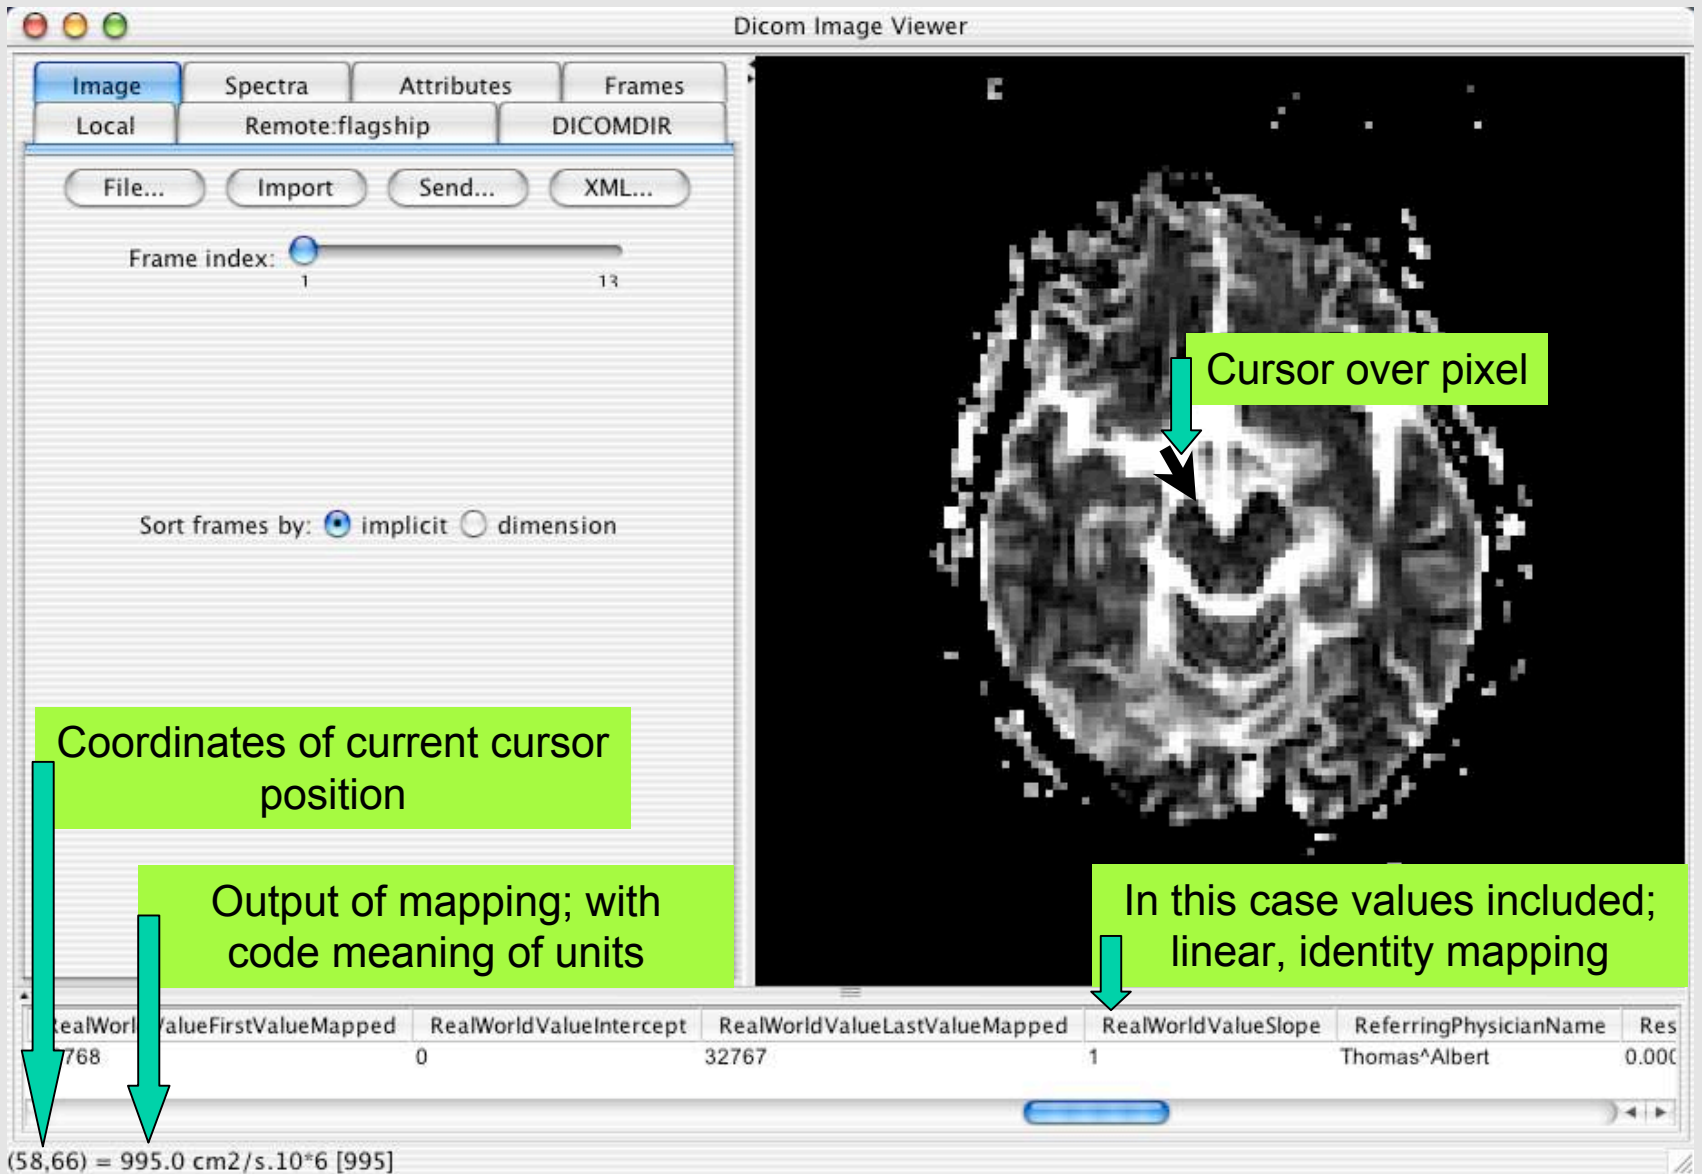 Dicom Image Viewer
Image Spectra Attributes Frames
Local Remote:flagship DICOMDIR
File... Import Send... XML...
Frame index:
1 13
Cursor over pixel
Sort frames by: implicit dimension
Coordinates of current cursor
position
Output of mapping; with
code meaning of units
In this case values included;
linear, identity mapping
RealWorldValueIntercept RealWorldValueLastValueMapped RealWorldValueSlope ReferringPhysicianName Res
768 0 32767 1 Thomas^Albert 0.000
(58,66) = 995.0 cm2/s.10*6 [995]